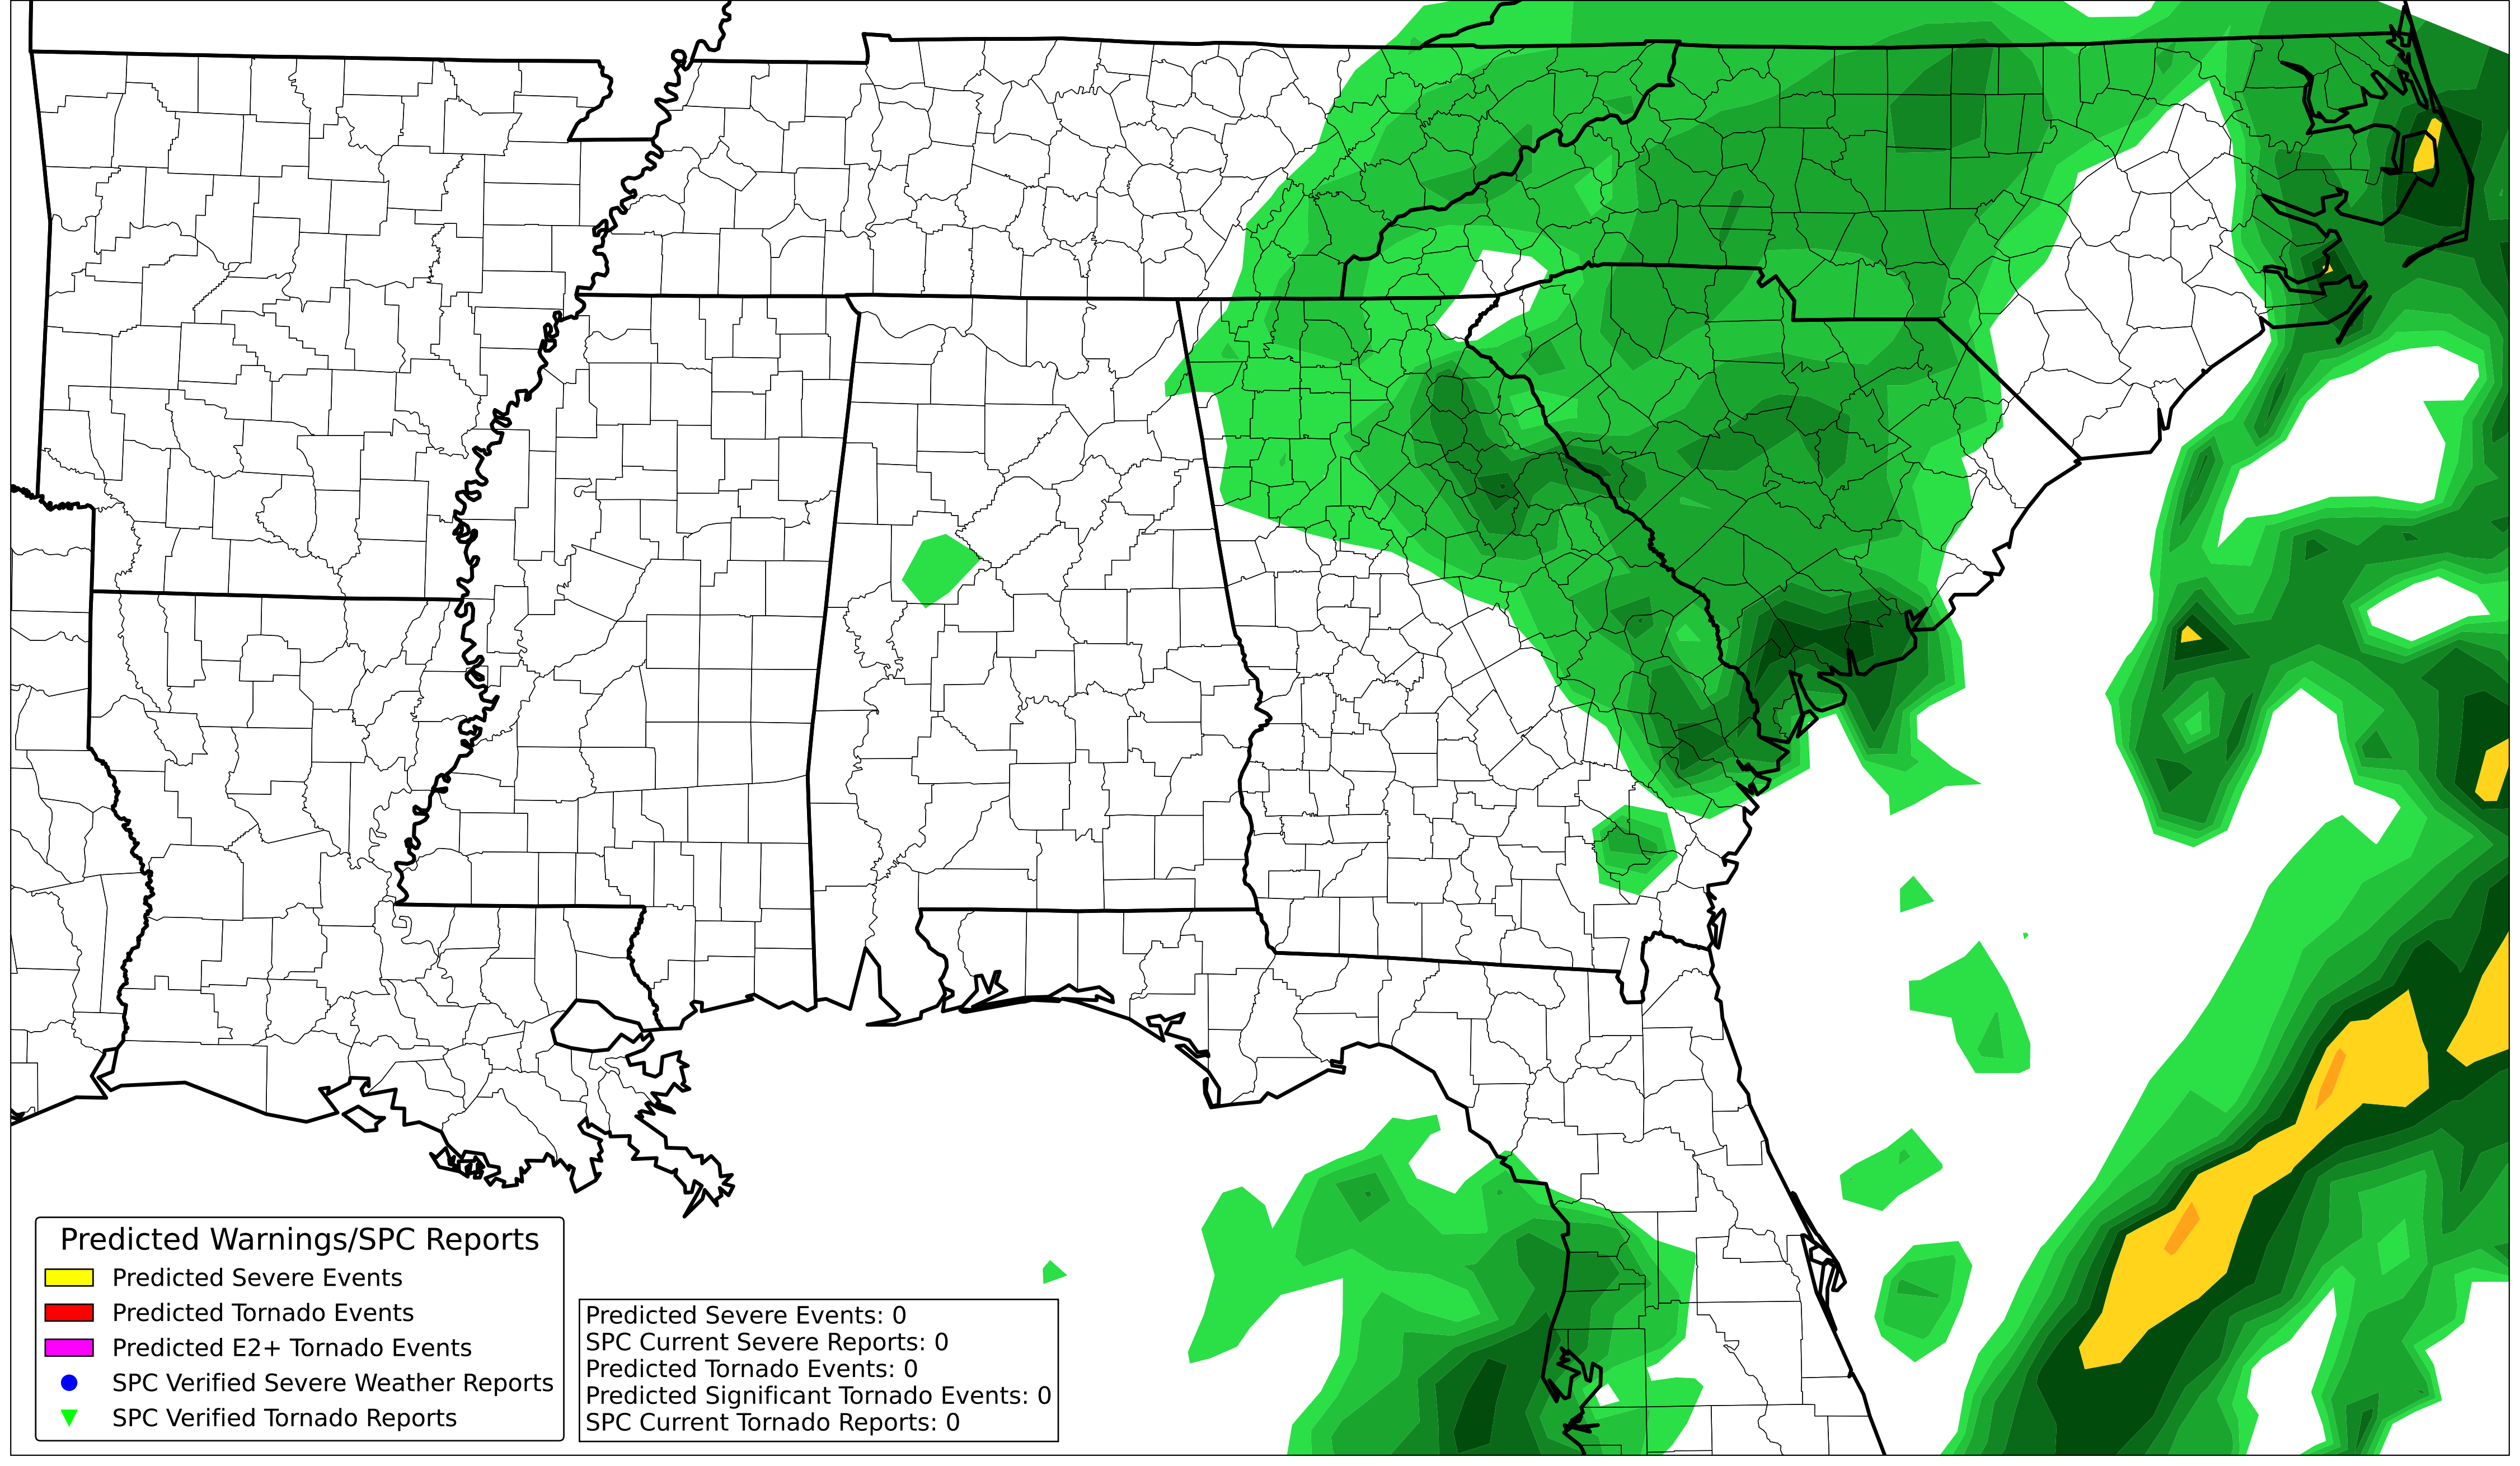 Predicted Warnings/SPC Reports
Predicted Severe Events
Predicted Tornado Events
Predicted E2+ Tornado Events
SPC Verified Severe Weather Reports
SPC Verified Tornado Reports
Predicted Severe Events: 0
SPC Current Severe Reports: 0
Predicted Tornado Events: 0
Predicted Significant Tornado Events: 0
SPC Current Tornado Reports: 0